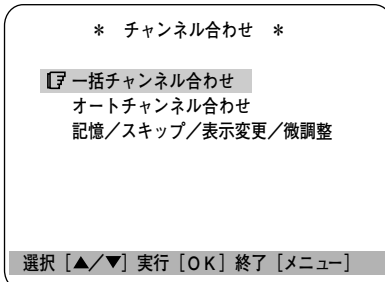 ＊ チャンネル合わせ ＊
☞ 一括チャンネル合わせ
オートチャンネル合わせ
記憶／スキップ／表示変更／微調整
選択［▲／▼］実行［ＯＫ］終了［メニュー］